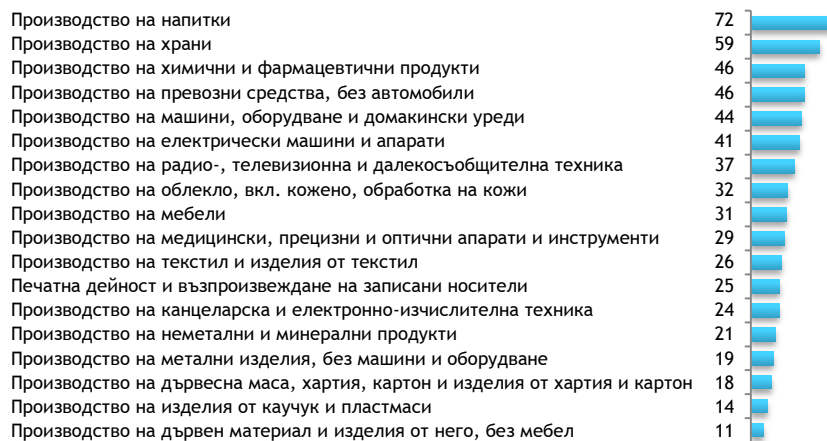 Производство на напитки 72
Производство на храни 59
Производство на химични и фармацевтични продукти 46
Производство на превозни средства, без автомобили 46
Производство на машини, оборудване и домакински уреди 44
Производство на електрически машини и апарати 41
Производство на радио-, телевизионна и далекосъобщителна техника 37
Производство на облекло, вкл. кожено, обработка на кожи 32
Производство на мебели 31
Производство на медицински, прецизни и оптични апарати и инструменти 29
Производство на текстил и изделия от текстил 26
Печатна дейност и възпроизвеждане на записани носители 25
Производство на канцеларска и електронно-изчислителна техника 24
Производство на неметални и минерални продукти 21
Производство на метални изделия, без машини и оборудване 19
Производство на дървесна маса, хартия, картон и изделия от хартия и картон 18
Производство на изделия от каучук и пластмаси 14
Производство на дървен материал и изделия от него, без мебел 11